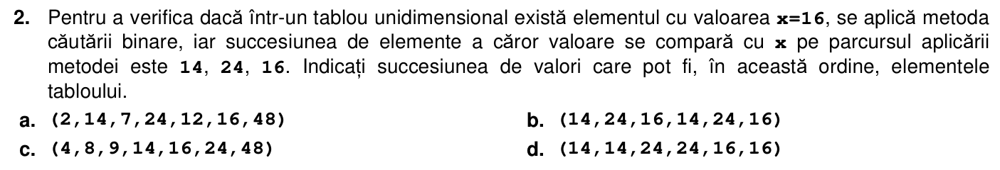 2. Pentru a verifica dacă într-un tablou unidimensional există elementul cu valoarea x=16, se aplică metoda
căutării binare, iar succesiunea de elemente a căror valoare se compară cu x pe parcursul aplicării
metodei este 14, 24, 16. Indicați succesiunea de valori care pot fi, în această ordine, elementele
tabloului.
a. (2,14,7,24,12,16,48) b. (14,24,16,14,24,16)
c. (4,8,9,14,16,24,48) d. (14,14,24,24,16,16)